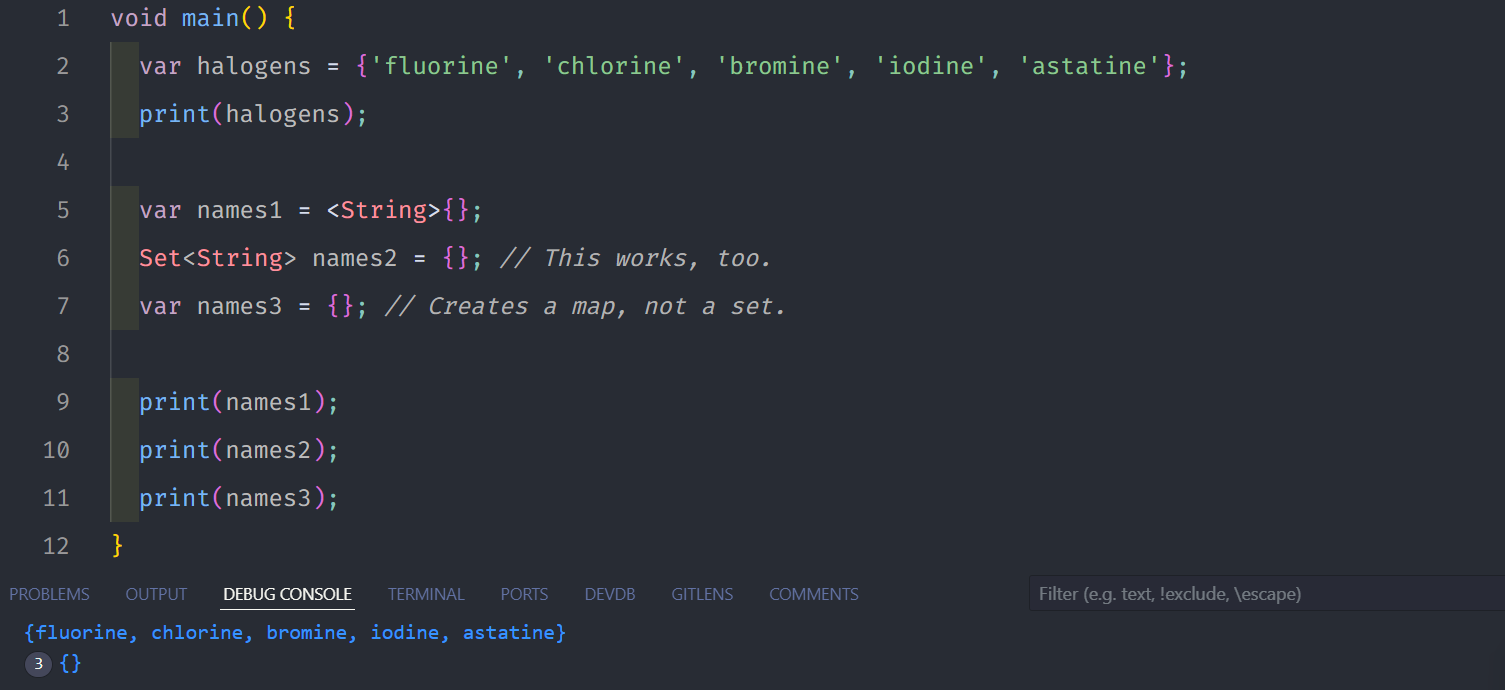 1 void main() {
2 var halogens = {'fluorine', 'chlorine', 'bromine', 'iodine', 'astatine'};
3 print(halogens);
4
5 var names1 = <String>{};
6 Set<String> names2 = {}; // This works, too.
7 var names3 = {}; // Creates a map, not a set.
8
9 print(names1);
10 print(names2);
11 print(names3);
12 }
PROBLEMS OUTPUT DEBUG CONSOLE TERMINAL PORTS DEVDB GITLENS COMMENTS Filter (e.g. text, !exclude, \escape)
{fluorine, chlorine, bromine, iodine, astatine}
3 {}